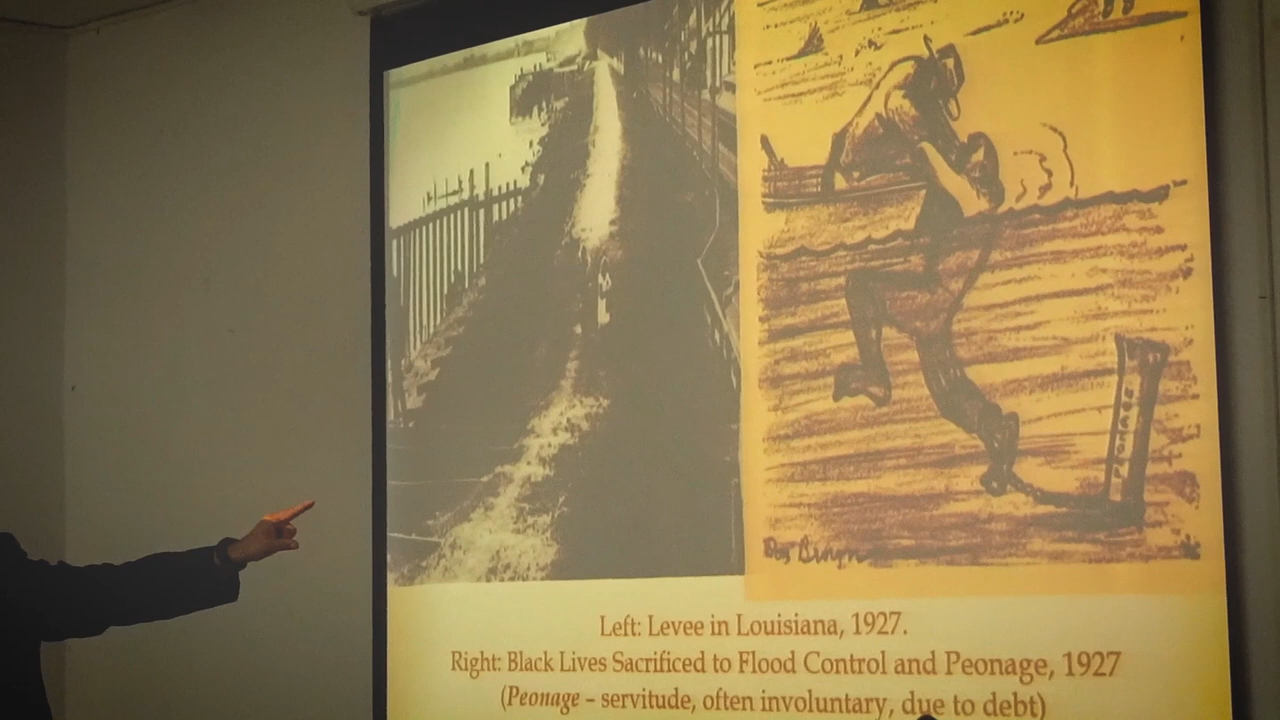 PEONAGE
Left: Levee in Louisiana, 1927.
Right: Black Lives Sacrificed to Flood Control and Peonage, 1927
(Peonage – servitude, often involuntary, due to debt)